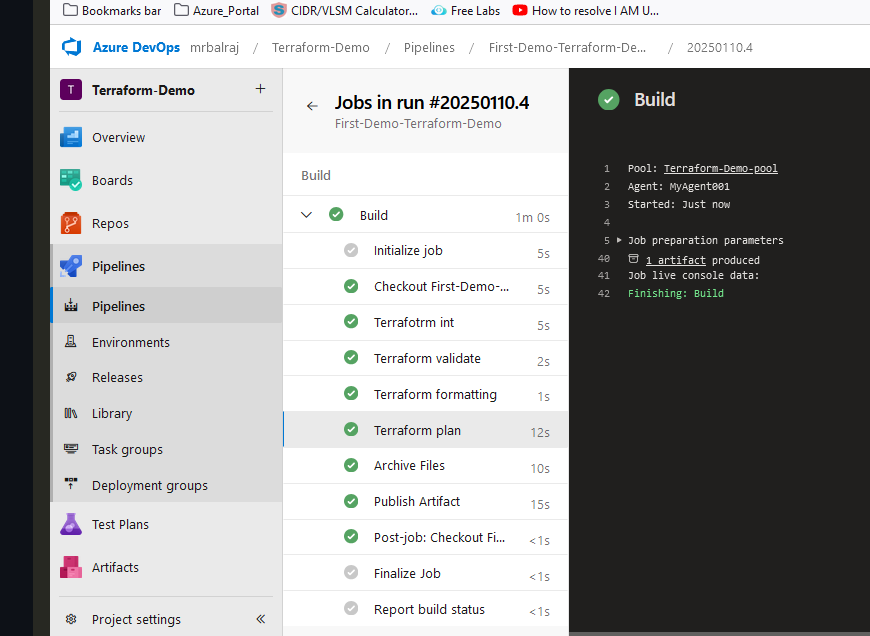 Bookmarks bar Azure_Portal CIDR/VLSM Calculator... Free Labs How to resolve I AM U...
Azure DevOps mrbalraj / Terraform-Demo / Pipelines / First-Demo-Terraform-De... / 20250110.4
T Terraform-Demo +
Overview
Boards
Repos
Pipelines
Pipelines
Environments
Releases
Library
Task groups
Deployment groups
Test Plans
Artifacts
Project settings
Jobs in run #20250110.4
First-Demo-Terraform-Demo
Build
Build 1m 0s
Initialize job 5s
Checkout First-Demo-... 5s
Terrafotrm int 5s
Terraform validate 2s
Terraform formatting 1s
Terraform plan 12s
Archive Files 10s
Publish Artifact 15s
Post-job: Checkout Fi... <1s
Finalize Job <1s
Report build status <1s
Build
1 Pool: Terraform-Demo-pool
2 Agent: MyAgent001
3 Started: Just now
4
5 Job preparation parameters
40 1 artifact produced
41 Job live console data:
42 Finishing: Build